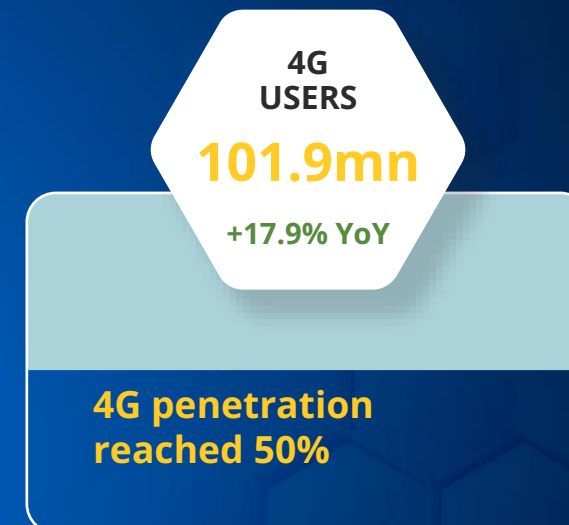 4G
USERS
101.9mn
+17.9% YoY
4G penetration
reached 50%